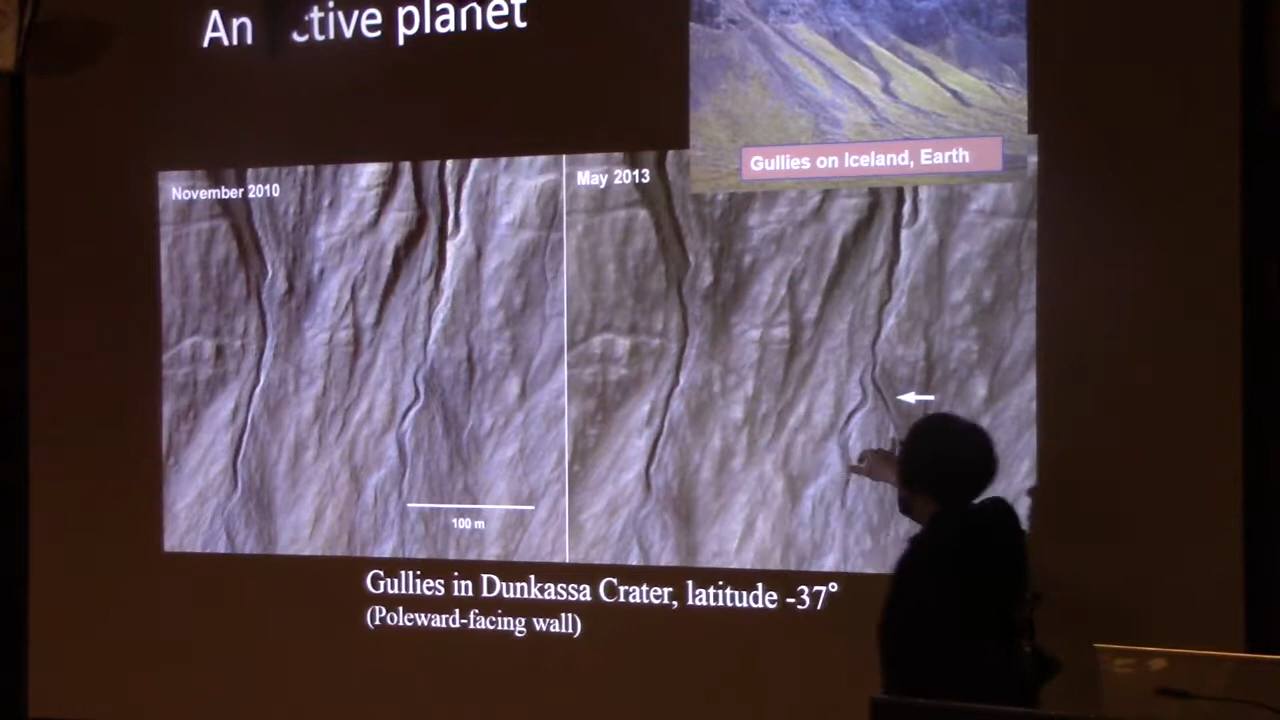 An ctive planet
Gullies on Iceland, Earth
November 2010
May 2013
100 m
Gullies in Dunkassa Crater, latitude -37°
(Poleward-facing wall)